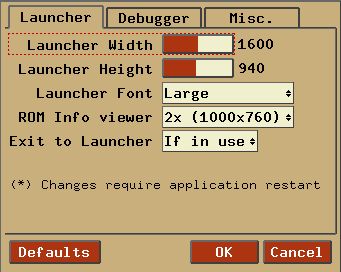 Launcher Debugger Misc.
Launcher Width 1600
Launcher Height 940
Launcher Font Large
ROM Info viewer 2x (1000x760)
Exit to Launcher If in use
(*) Changes require application restart
Defaults OK Cancel